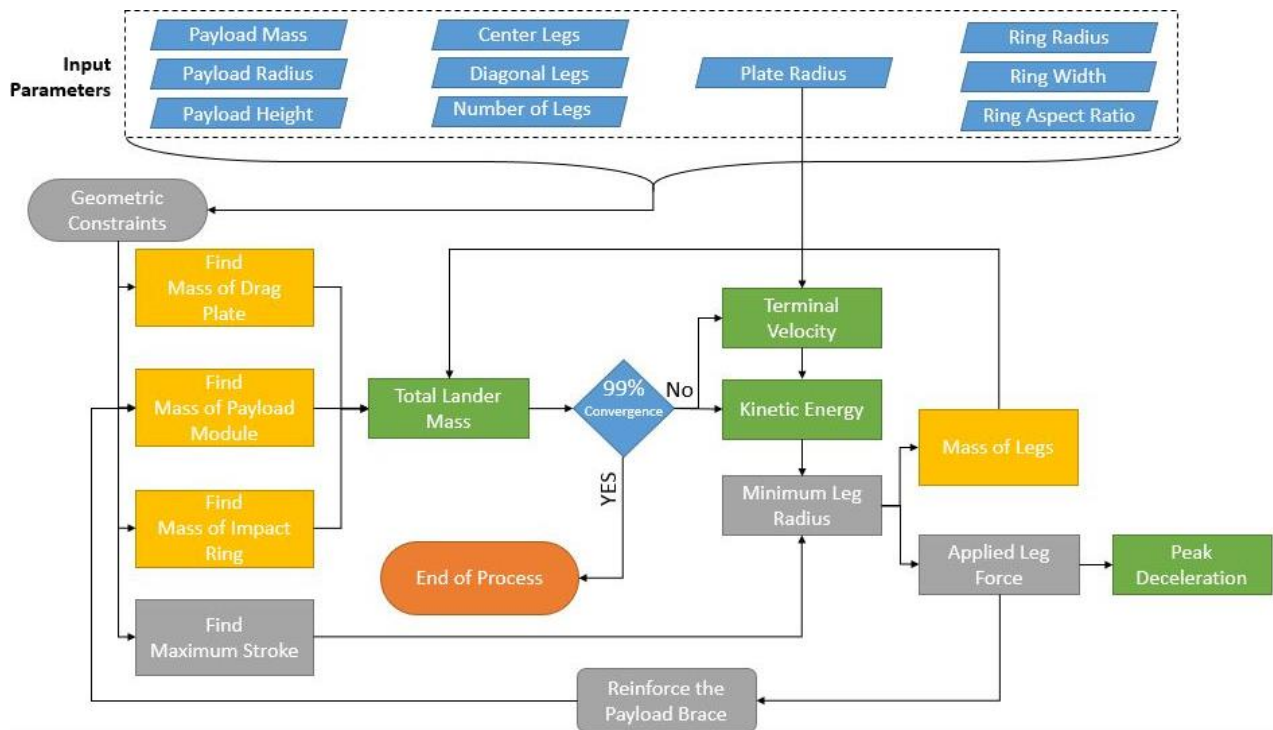 Input
Parameters
Payload Mass
Payload Radius
Payload Height
Center Legs
Diagonal Legs
Number of Legs
Plate Radius
Ring Radius
Ring Width
Ring Aspect Ratio
Geometric
Constraints
Find
Mass of Drag
Plate
Find
Mass of Payload
Module
Find
Mass of Impact
Ring
Find
Maximum Stroke
Total Lander
Mass
99%
Convergence
No
YES
End of Process
Terminal
Velocity
Kinetic Energy
Minimum Leg
Radius
Mass of Legs
Applied Leg
Force
Peak
Deceleration
Reinforce the
Payload Brace